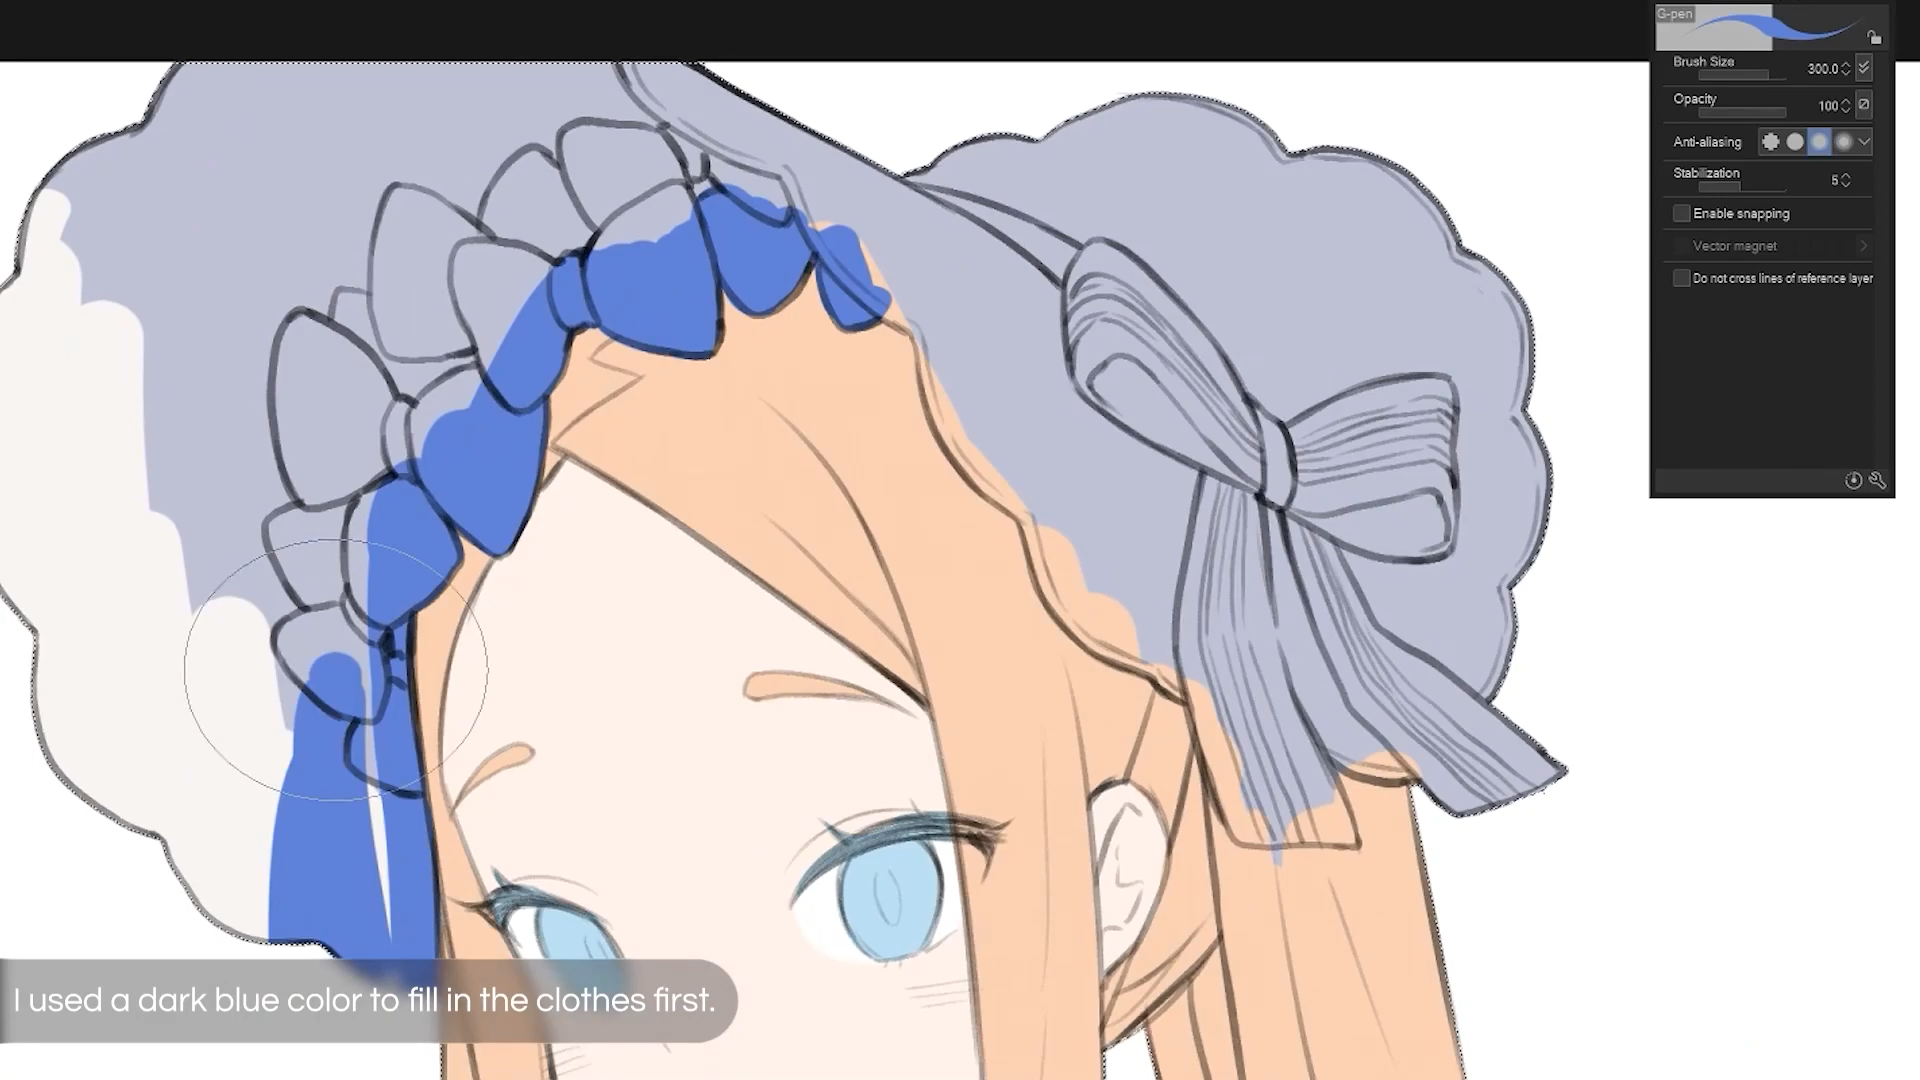 G-pen
Brush Size 300.0
Opacity 100
Anti-aliasing
Stabilization 5
Enable snapping
Vector magnet
Do not cross lines of reference layer
I used a dark blue color to fill in the clothes first.